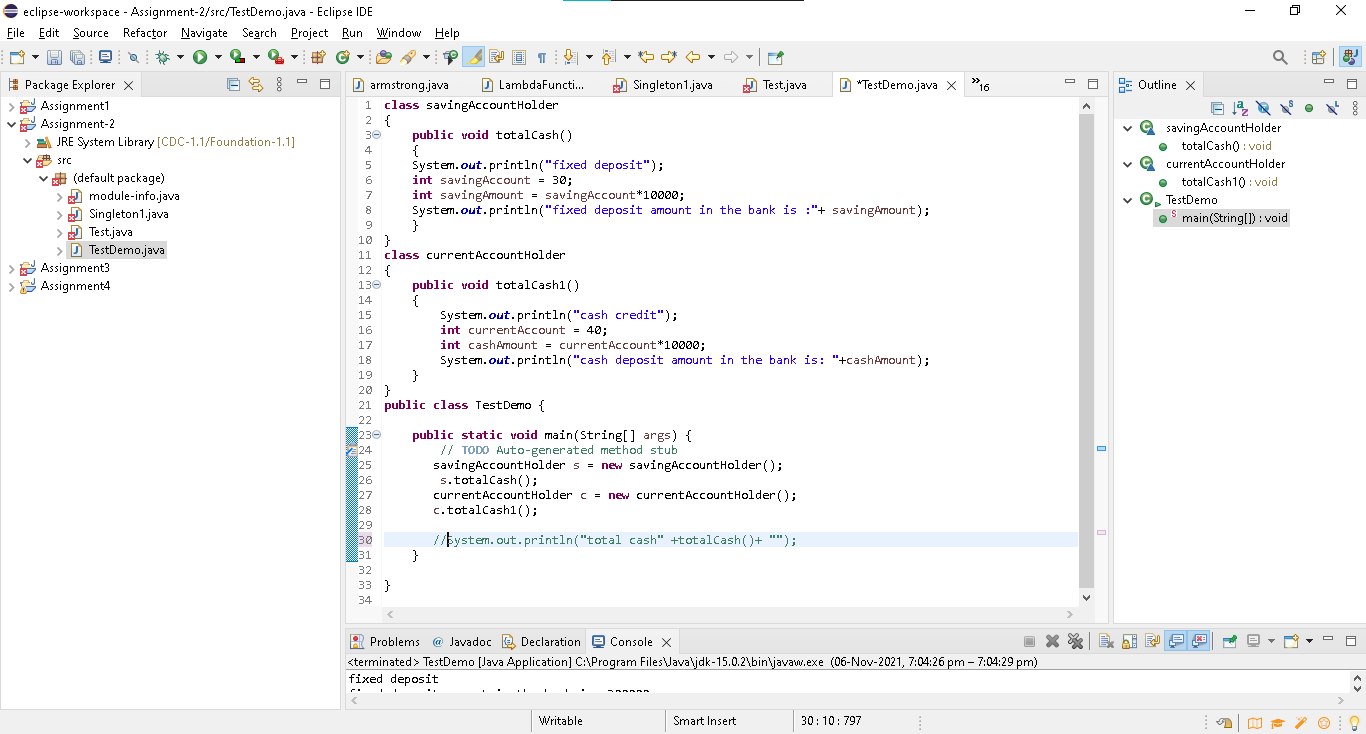 eclipse-workspace - Assignment-2/src/TestDemo.java - Eclipse IDE
File Edit Source Refactor Navigate Search Project Run Window Help
Package Explorer
Assignment1
Assignment-2
JRE System Library [CDC-1.1/Foundation-1.1]
src
(default package)
module-info.java
Singleton1.java
Test.java
TestDemo.java
Assignment3
Assignment4
armstrong.java LambdaFuncti... Singleton1.java Test.java *TestDemo.java »16
1 class savingAccountHolder
2 {
3 public void totalCash()
4 {
5 System.out.println("fixed deposit");
6 int savingAccount = 30;
7 int savingAmount = savingAccount*10000;
8 System.out.println("fixed deposit amount in the bank is :"+ savingAmount);
9 }
10 }
11 class currentAccountHolder
12 {
13 public void totalCash1()
14 {
15 System.out.println("cash credit");
16 int currentAccount = 40;
17 int cashAmount = currentAccount*10000;
18 System.out.println("cash deposit amount in the bank is: "+cashAmount);
19 }
20 }
21 public class TestDemo {
22
23 public static void main(String[] args) {
24 // TODO Auto-generated method stub
25 savingAccountHolder s = new savingAccountHolder();
26 s.totalCash();
27 currentAccountHolder c = new currentAccountHolder();
28 c.totalCash1();
29
30 //system.out.println("total cash" +totalCash()+ "");
31 }
32
33 }
34
Outline
savingAccountHolder
totalCash() : void
currentAccountHolder
totalCash1() : void
TestDemo
main(String[]) : void
Problems @ Javadoc Declaration Console
<terminated> TestDemo [Java Application] C:\Program Files\Java\jdk-15.0.2\bin\javaw.exe (06-Nov-2021, 7:04:26 pm – 7:04:29 pm)
fixed deposit
Writable Smart Insert 30 : 10 : 797